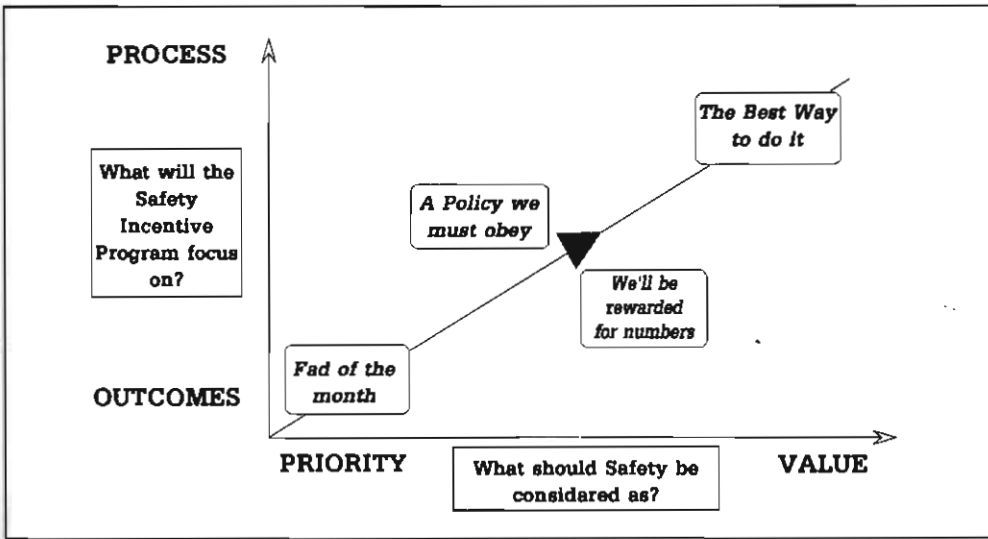 PROCESS
The Best Way
to do it
What will the
Safety
Incentive
Program focus
on?
A Policy we
must obey
We'll be
rewarded
for numbers
Fad of the
month
OUTCOMES
PRIORITY
What should Safety be
considared as?
VALUE